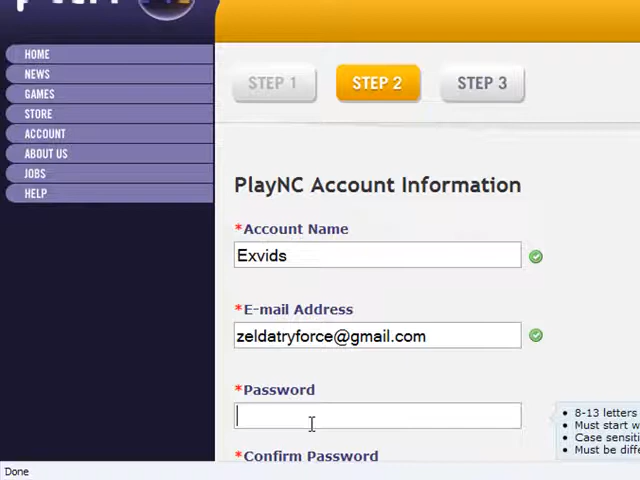 HOME
NEWS
GAMES
STORE
ACCOUNT
ABOUT US
JOBS
HELP
STEP 1
STEP 2
STEP 3
PlayNC Account Information
*Account Name
Exvids
*E-mail Address
zeldatryforce@gmail.com
*Password
8-13 letters
Must start w
Case sensiti
Must be diffe
*Confirm Password
Done